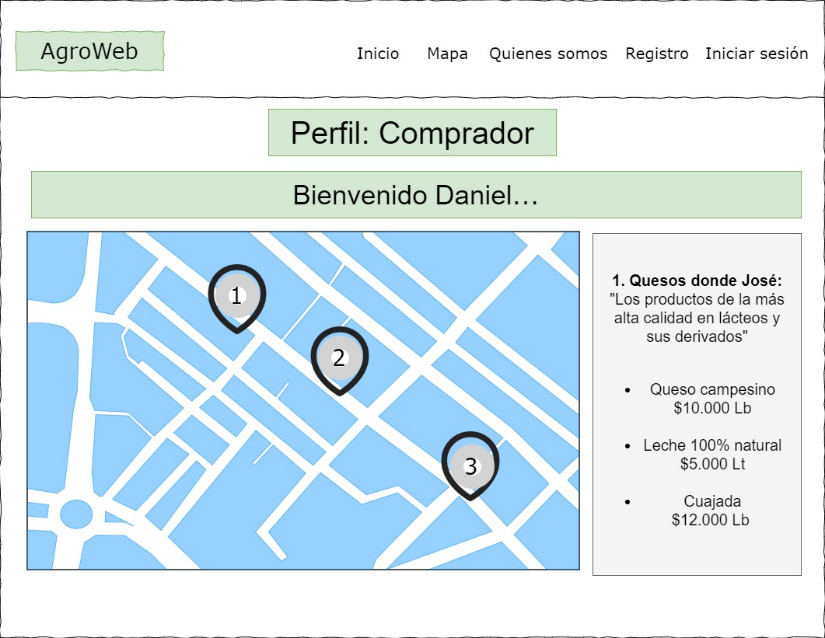 AgroWeb
Inicio Mapa Quienes somos Registro Iniciar sesión
Perfil: Comprador
Bienvenido Daniel…
1
2
3
1. Quesos donde José:
"Los productos de la más
alta calidad en lácteos y
sus derivados"
• Queso campesino
$10.000 Lb
• Leche 100% natural
$5.000 Lt
• Cuajada
$12.000 Lb